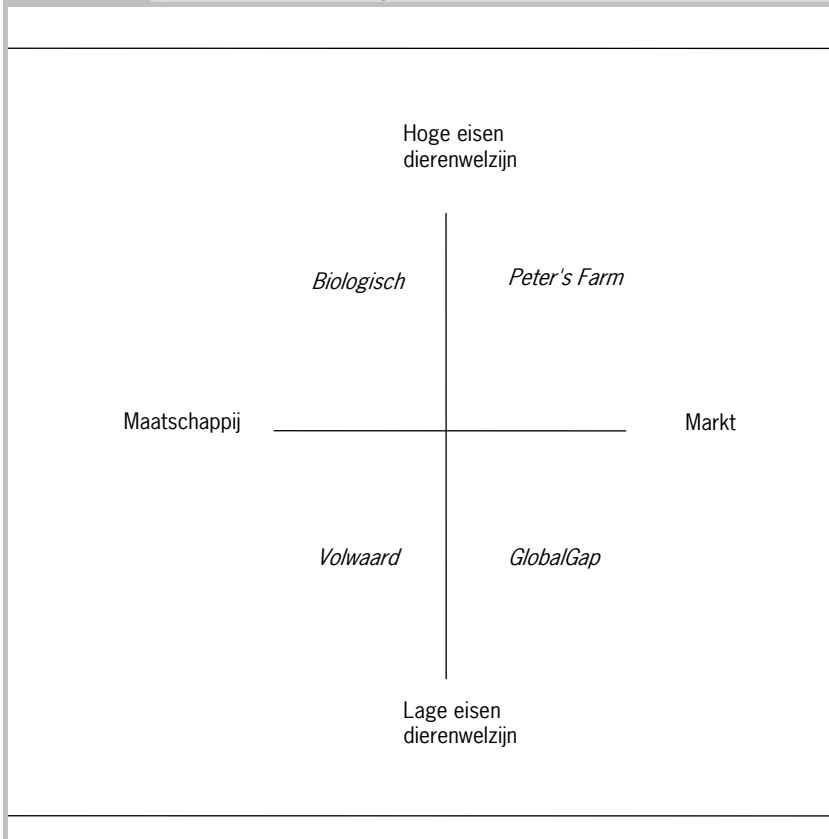 Hoge eisen
dierenwelzijn
Biologisch
Peter's Farm
Maatschappij
Markt
Volwaard
GlobalGap
Lage eisen
dierenwelzijn